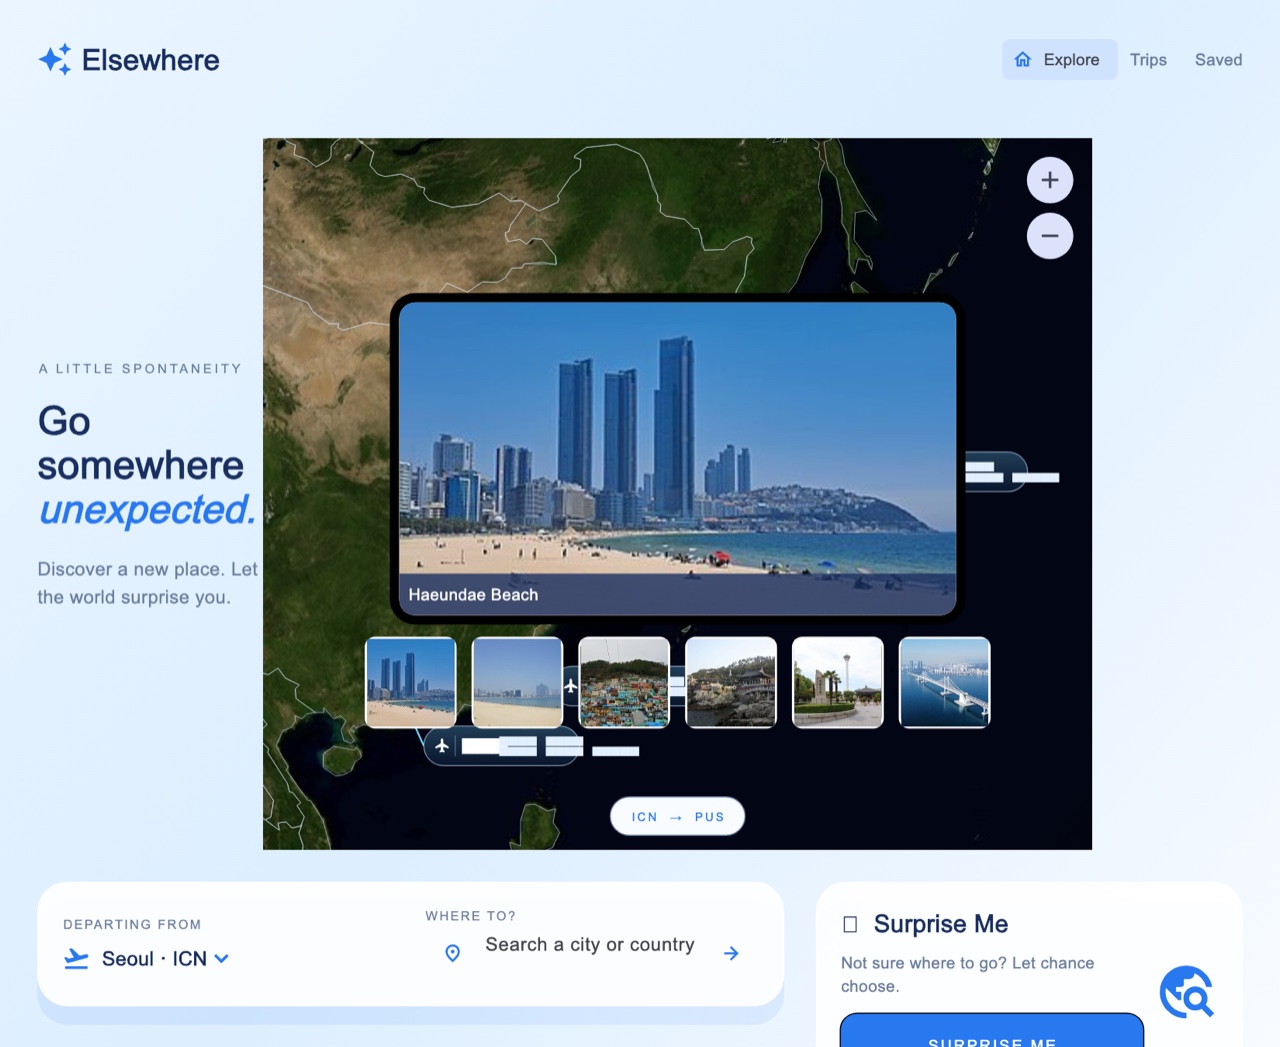 Elsewhere
Explore
Trips
Saved
A LITTLE SPONTANEITY
Go
somewhere
unexpected.
Discover a new place. Let
the world surprise you.
Haeundae Beach
ICN → PUS
DEPARTING FROM
Seoul · ICN
WHERE TO?
Search a city or country
Surprise Me
Not sure where to go? Let chance
choose.
SURPRISE ME